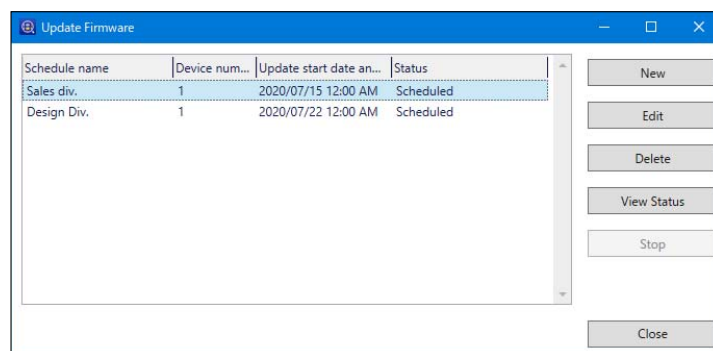 Update Firmware
Schedule name Device num... Update start date an... Status
Sales div. 1 2020/07/15 12:00 AM Scheduled
Design Div. 1 2020/07/22 12:00 AM Scheduled
New
Edit
Delete
View Status
Stop
Close